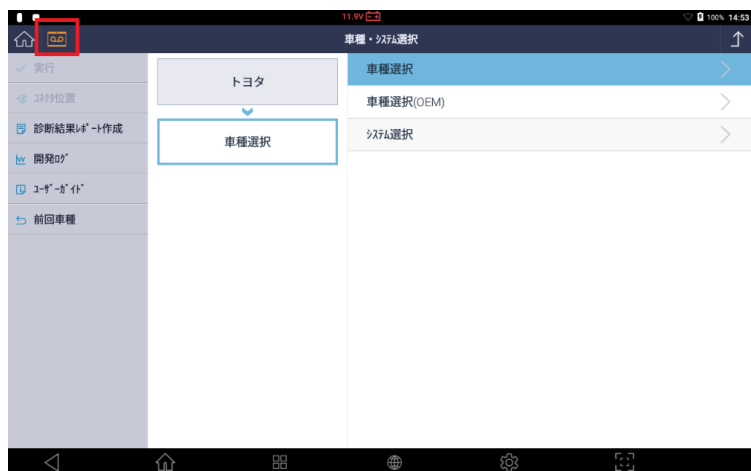 11.9V
100% 14:53
車種・ｼｽﾃﾑ選択
実行
ｺﾈｸﾀ位置
診断結果ﾚﾎﾟｰﾄ作成
開発ﾛｸﾞ
ﾕｰｻﾞｰｶﾞｲﾄﾞ
前回車種
トヨタ
車種選択
車種選択
車種選択(OEM)
ｼｽﾃﾑ選択